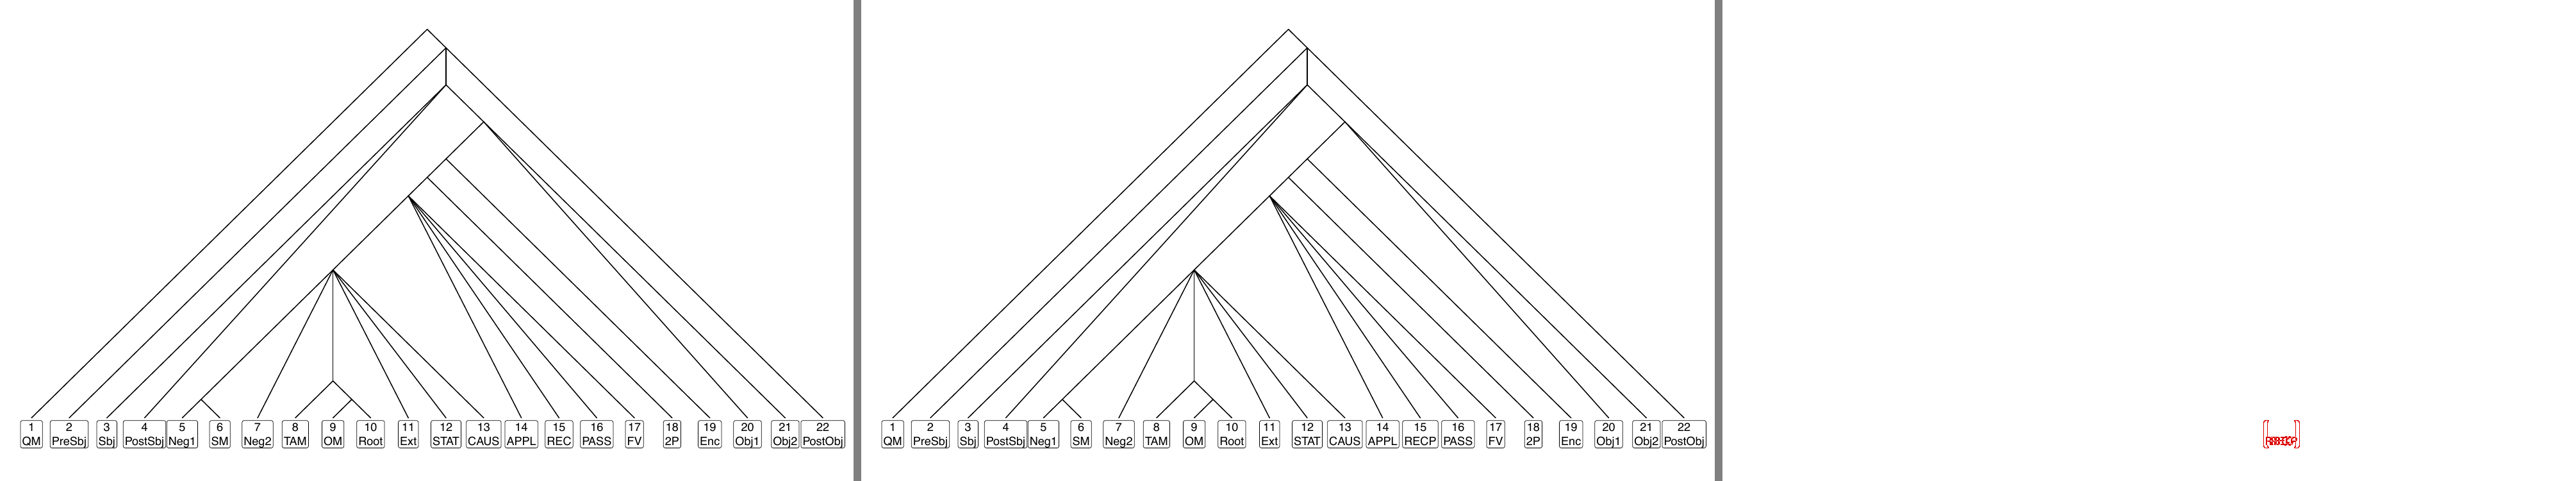 1 2 3 4 5 6 7 8 9 10 11 12 13 14 15 16 17 18 19 20 21 22
QM PreSbj Sbj PostSbj Neg1 SM Neg2 TAM OM Root Ext STAT CAUS APPL REC PASS FV 2P Enc Obj1 Obj2 PostObj
1 2 3 4 5 6 7 8 9 10 11 12 13 14 15 16 17 18 19 20 21 22
QM PreSbj Sbj PostSbj Neg1 SM Neg2 TAM OM Root Ext STAT CAUS APPL RECP PASS FV 2P Enc Obj1 Obj2 PostObj